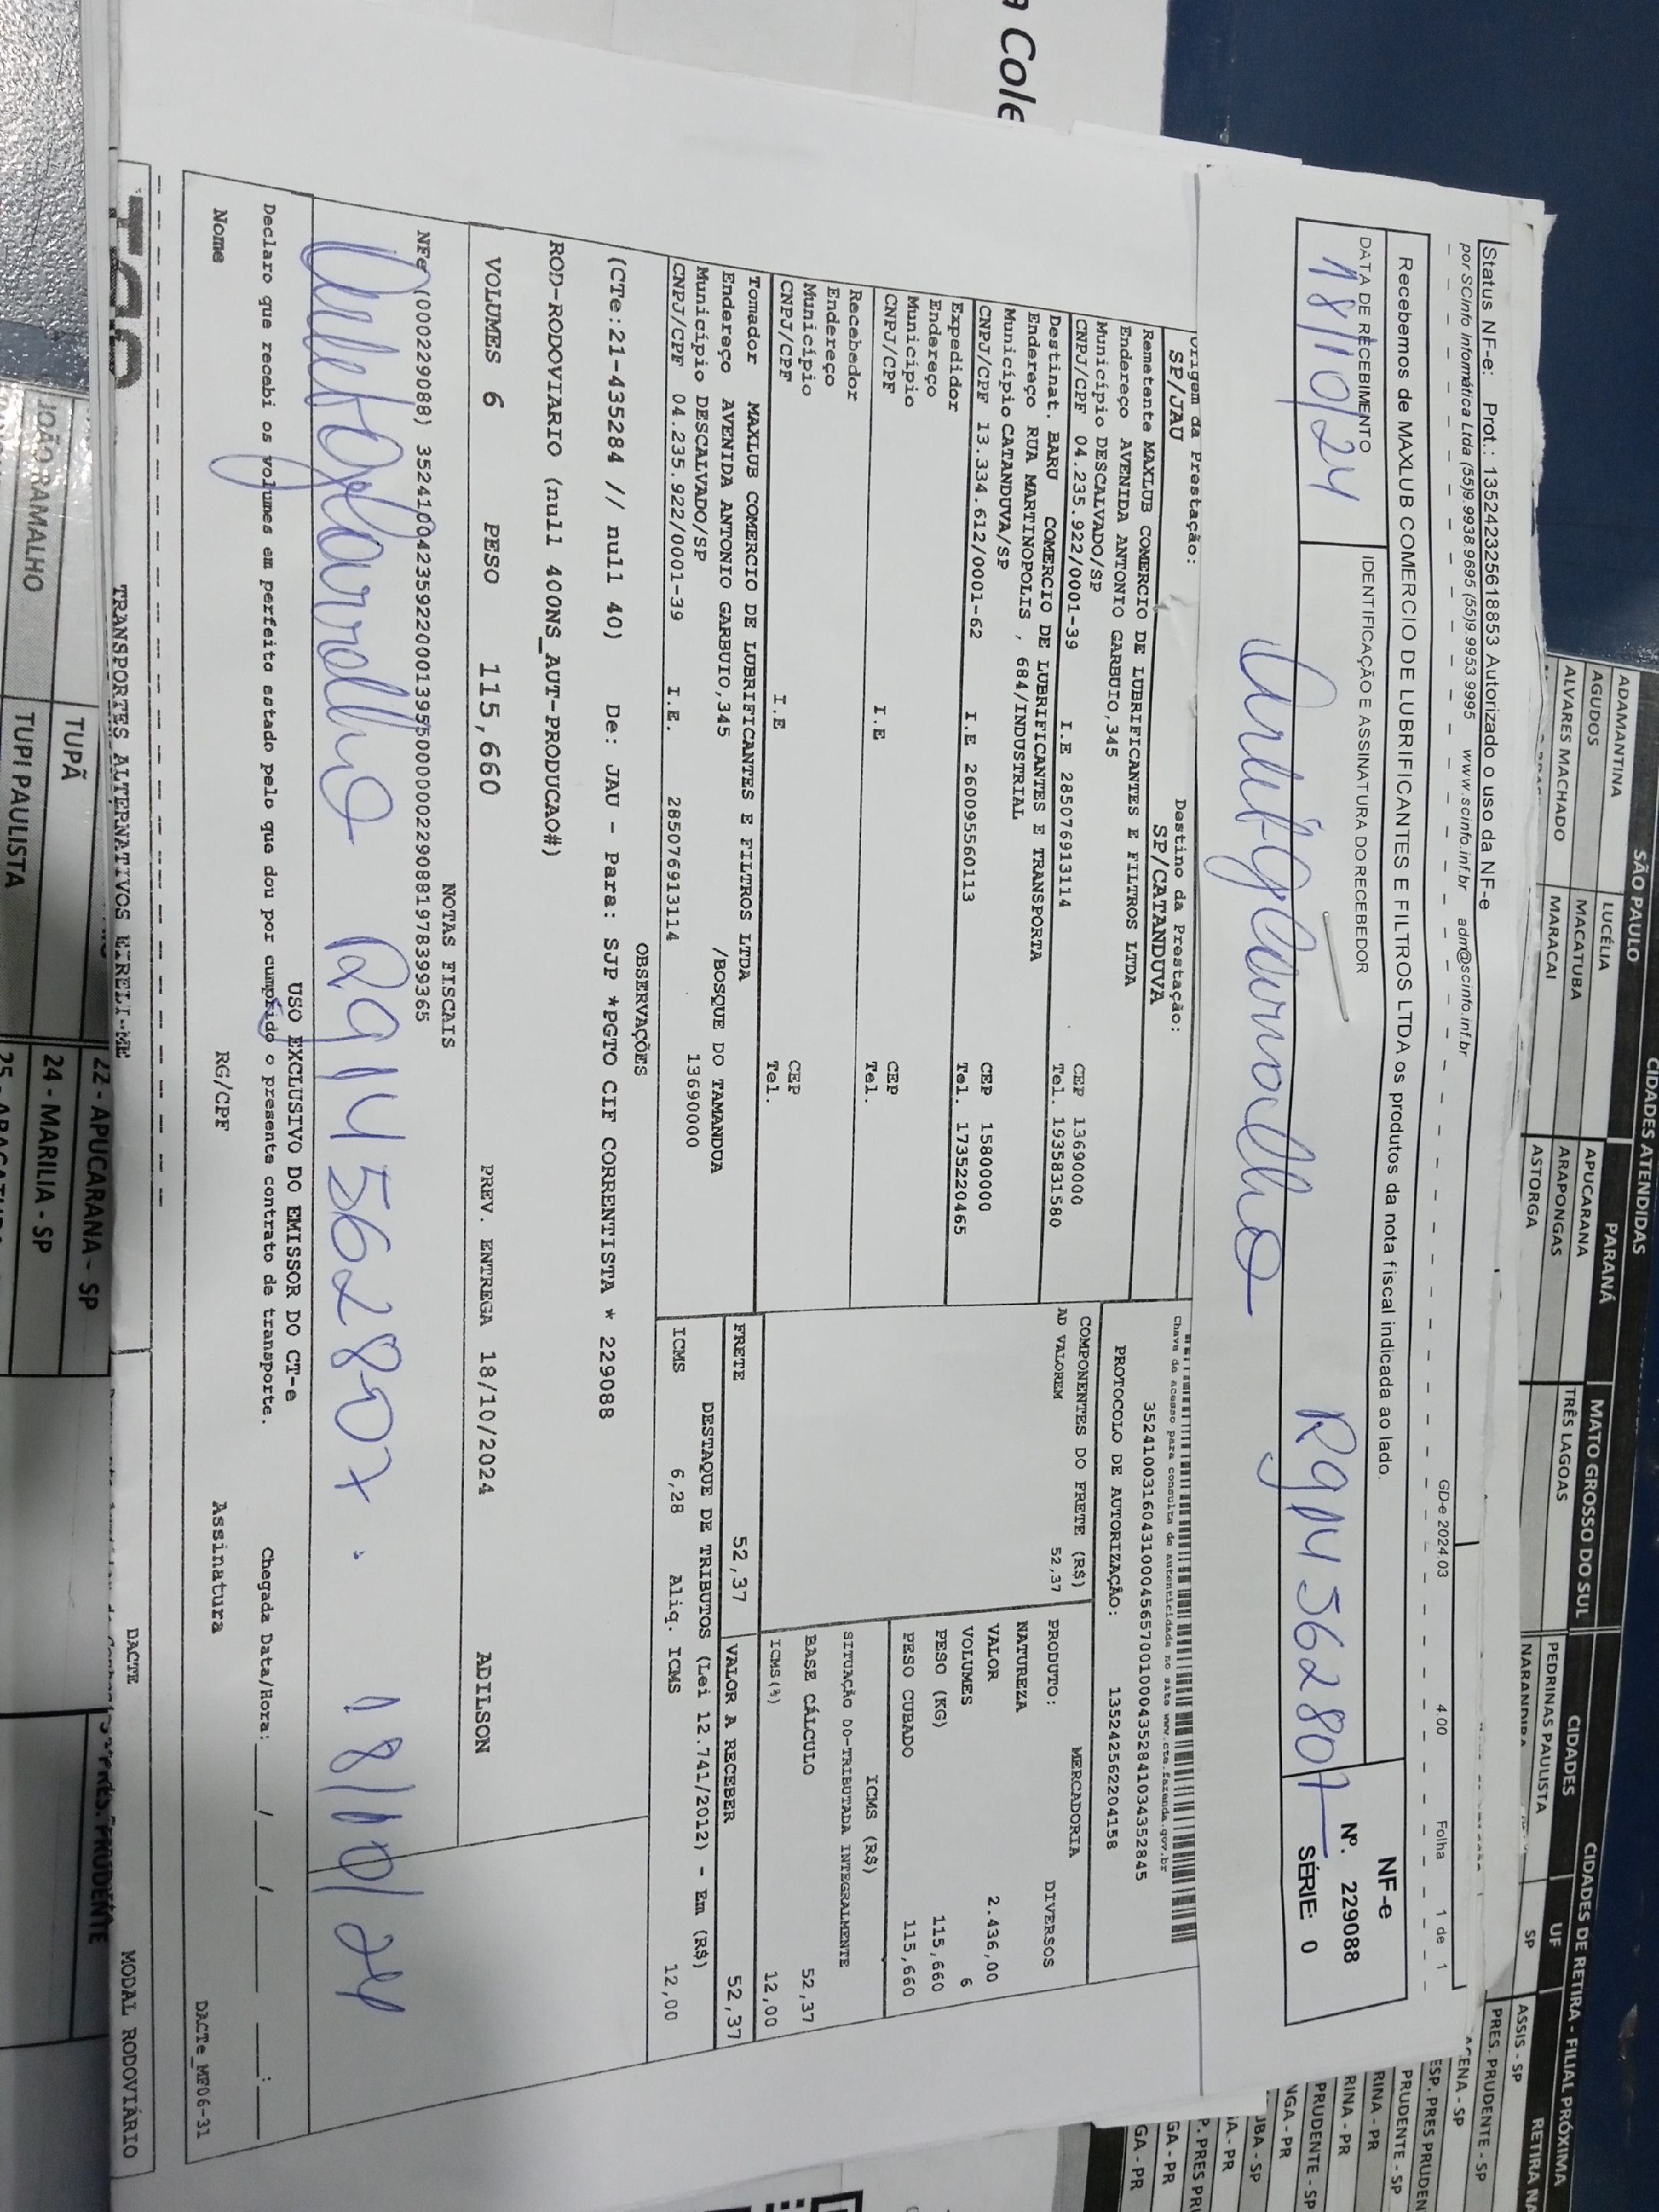 a Cole
CIDADES ATENDIDAS
SÃO PAULO
PARANÁ
MATO GROSSO DO SUL
CIDADES DE RETIRA - FILIAL PRÓXIMA
ADAMANTINA
LUCÉLIA
APUCARANA
TRÊS LAGOAS
CIDADES
UF
RETIRA NA
AGUDOS
MACATUBA
ARAPONGAS
PEDRINAS PAULISTA
SP
ASSIS - SP
ALVARES MACHADO
MARACAI
ASTORGA
PRES. PRUDENTE - SP
Status NF-e: Prot.: 135242325618853 Autorizado o uso da NF-e
por SCinfo Informática Ltda (55)9.9938.9695 (55)9 9953 9995 www.scinfo.inf.br adm@scinfo.inf.br
GD-e 2024.03 4.00 Folha 1 de 1
Recebemos de MAXLUB COMERCIO DE LUBRIFICANTES E FILTROS LTDA os produtos da nota fiscal indicada ao lado.
NF-e
Nº. 229088
SÉRIE: 0
DATA DE RECEBIMENTO
IDENTIFICAÇÃO E ASSINATURA DO RECEBEDOR
18/10/24
Rg 14562807
Origem da Prestação: Destino da Prestação:
SP/JAU SP/CATANDUVA
Remetente MAXLUB COMERCIO DE LUBRIFICANTES E FILTROS LTDA
Endereço AVENIDA ANTONIO GARBUIO,345
Município DESCALVADO/SP CEP 13690000
CNPJ/CPF 04.235.922/0001-39 I.E 285076913114 Tel. 1935831580
Destinat. BARU COMERCIO DE LUBRIFICANTES E TRANSPORTA
Endereço RUA MARTINOPOLIS , 684/INDUSTRIAL
Município CATANDUVA/SP CEP 15800000
CNPJ/CPF 13.334.612/0001-62 I.E 260095560113 Tel. 1735220465
Expedidor
Endereço
Município CEP
CNPJ/CPF I.E Tel.
Recebedor
Endereço
Município CEP
CNPJ/CPF I.E Tel.
Tomador MAXLUB COMERCIO DE LUBRIFICANTES E FILTROS LTDA
Endereço AVENIDA ANTONIO GARBUIO,345 /BOSQUE DO TAMANDUA
Município DESCALVADO/SP 13690000
CNPJ/CPF 04.235.922/0001-39 I.E. 285076913114
Chave de Acesso para consulta de autenticidade no site www.cte.fazenda.gov.br
35241003160431000456570010004352841034352845
PROTOCOLO DE AUTORIZAÇÃO: 135242562204158
COMPONENTES DO FRETE (R$)
AD VALOREM 52,37
MERCADORIA
PRODUTO: DIVERSOS
NATUREZA
VALOR 2.436,00
VOLUMES 6
PESO (KG) 115,660
PESO CUBADO 115,660
ICMS (R$)
SITUAÇÃO 00-TRIBUTADA INTEGRALMENTE
BASE CÁLCULO 52,37
ICMS(%) 12,00
FRETE 52,37
VALOR A RECEBER 52,37
DESTAQUE DE TRIBUTOS (Lei 12.741/2012) - Em (R$)
ICMS 6,28 Aliq. ICMS 12,00
OBSERVAÇÕES
(CTe:21-435284 // null 40) De: JAU - Para: SJP *PGTO CIF CORRENTISTA * 229088
ROD-RODOVIARIO (null 400NS_AUT-PRODUCAO#)
VOLUMES 6 PESO 115,660 PREV. ENTREGA 18/10/2024 ADILSON
NOTAS FISCAIS
NFe (000229088) 35241004235922000139550000002290881978399365
Rg 14562807 . 18/10/24
USO EXCLUSIVO DO EMISSOR DO CT-e
Declaro que recebi os volumes em perfeito estado pelo que dou por cumprido o presente contrato de transporte. Chegada Data/Hora: ___/___/___ ___:___
Nome RG/CPF Assinatura
DACTe_MF06-31
TRANSPORTES ALTERNATIVOS EIRELI-ME
DACTE
MODAL RODOVIÁRIO
TUPÃ
22 - APUCARANA - SP
JOÃO RAMALHO
TUPI PAULISTA
24 - MARILIA - SP